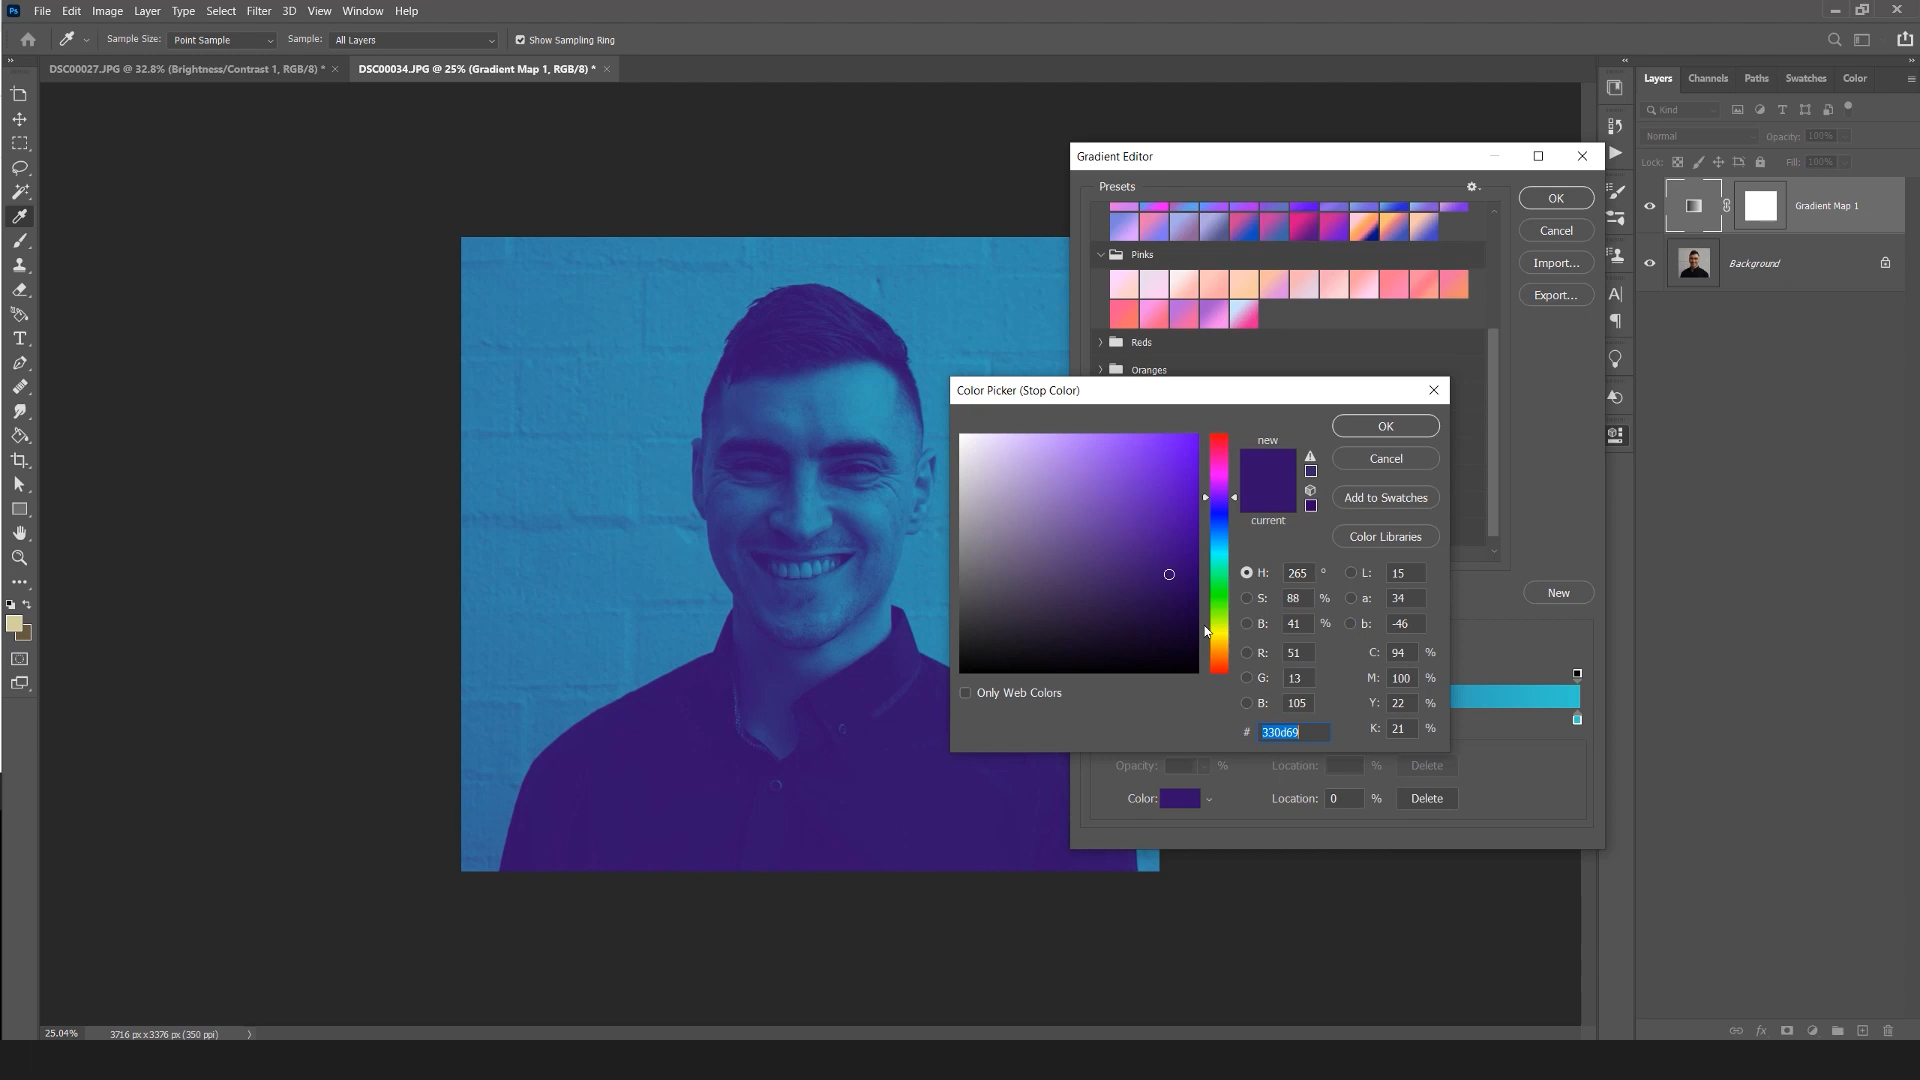 Ps File Edit Image Layer Type Select Filter 3D View Window Help
Sample Size: Point Sample Sample: All Layers Show Sampling Ring
DSC00027.JPG @ 32.8% (Brightness/Contrast 1, RGB/8) * × DSC00034.JPG @ 25% (Gradient Map 1, RGB/8) * ×
Layers Channels Paths Swatches Color
Kind
Normal Opacity: 100%
Lock: Fill: 100%
Gradient Map 1
Background
Gradient Editor
Presets
OK
Cancel
Import...
Export...
Pinks
Reds
Oranges
New
Color Picker (Stop Color)
new
current
OK
Cancel
Add to Swatches
Color Libraries
H: 265 ° L: 15
S: 88 % a: 34
B: 41 % b: -46
R: 51 C: 94 %
G: 13 M: 100 %
B: 105 Y: 22 %
# 330d69 K: 21 %
Only Web Colors
Opacity: % Location: % Delete
Color: Location: 0 % Delete
25.04% 3716 px x 3376 px (350 ppi)